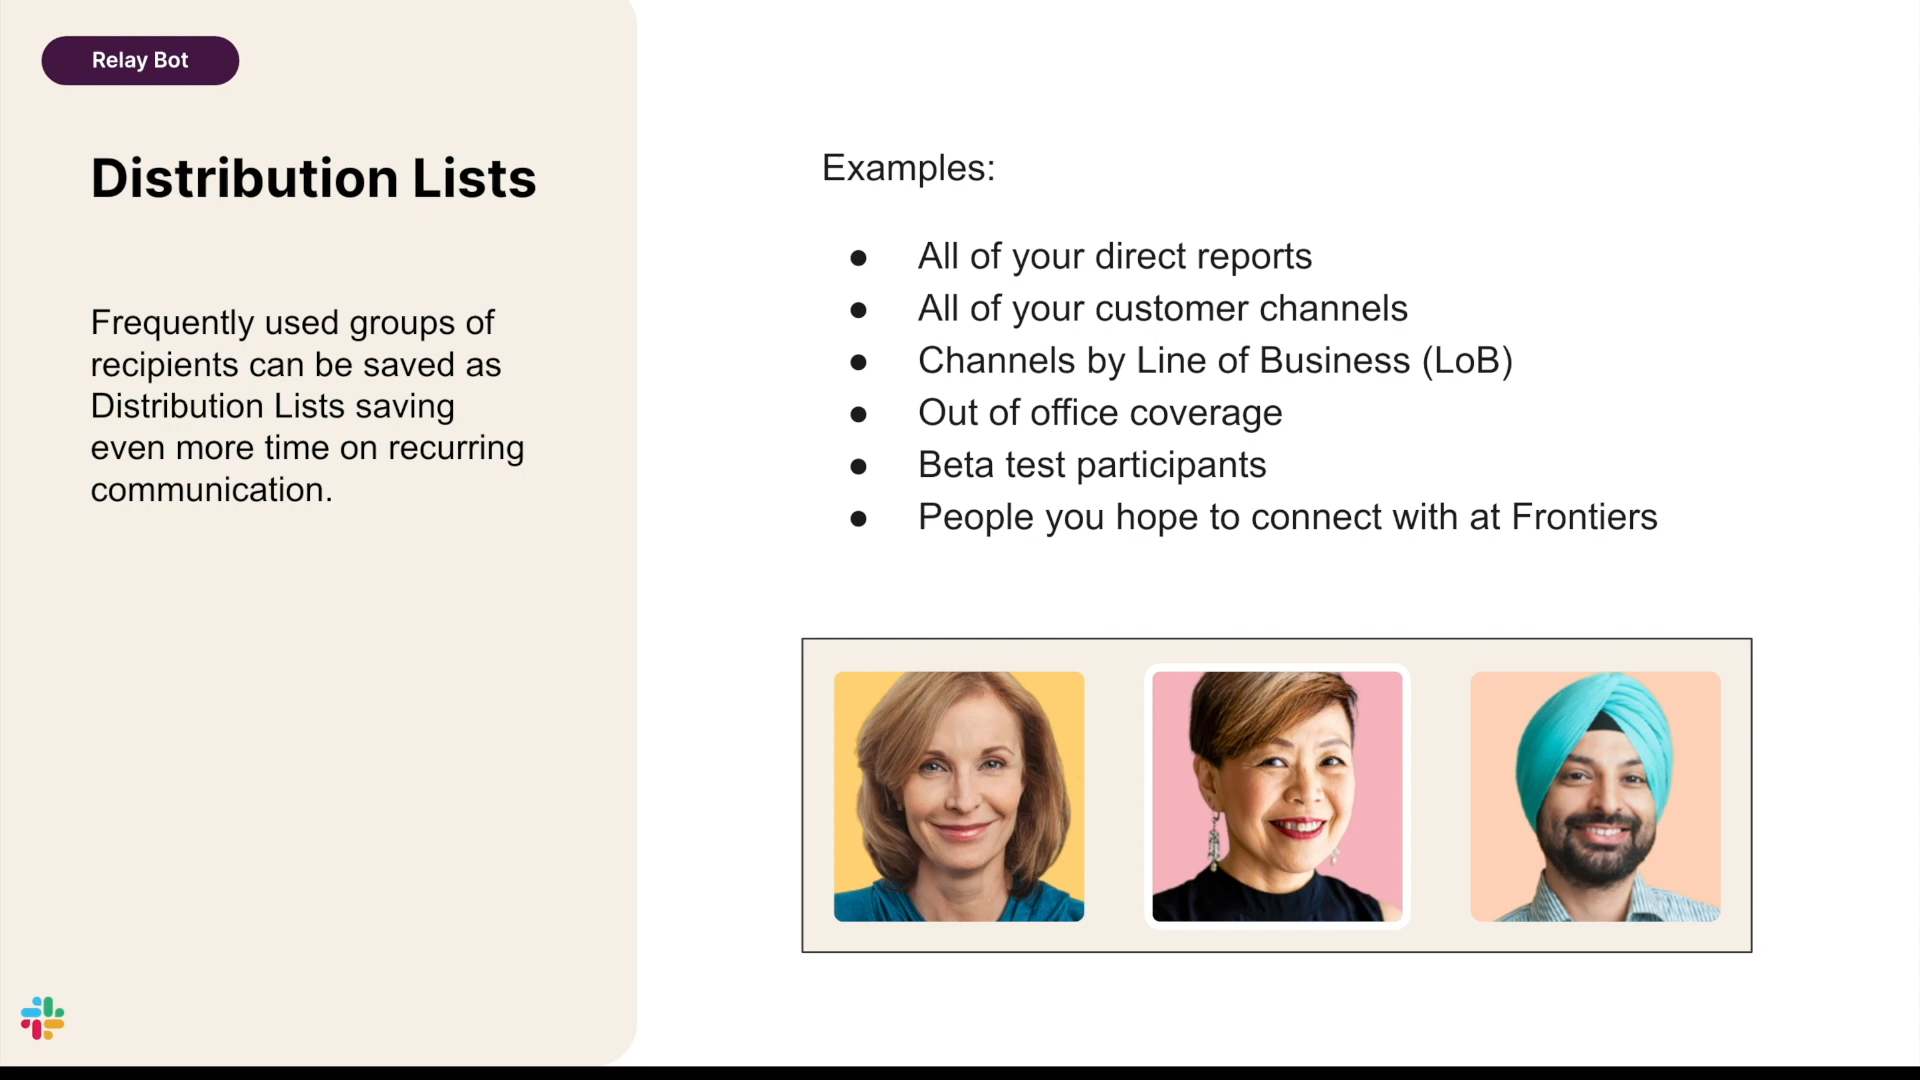 Relay Bot
Distribution Lists
Frequently used groups of
recipients can be saved as
Distribution Lists saving
even more time on recurring
communication.
Examples:
● All of your direct reports
● All of your customer channels
● Channels by Line of Business (LoB)
● Out of office coverage
● Beta test participants
● People you hope to connect with at Frontiers